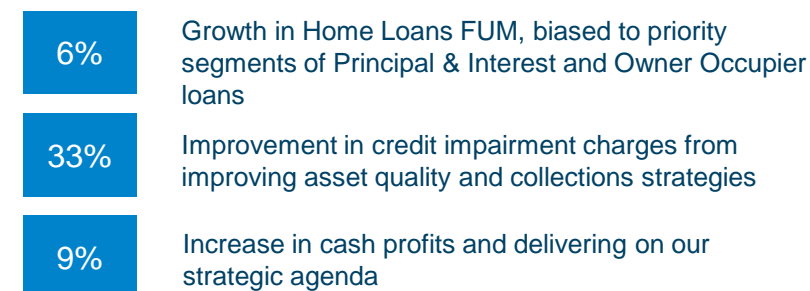 6%
Growth in Home Loans FUM, biased to priority
segments of Principal & Interest and Owner Occupier
loans
33%
Improvement in credit impairment charges from
improving asset quality and collections strategies
9%
Increase in cash profits and delivering on our
strategic agenda